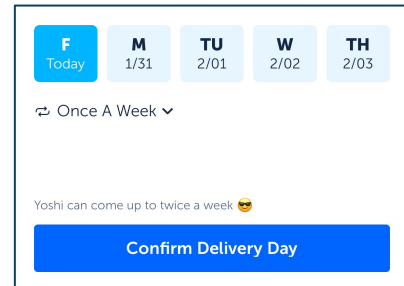 F M TU W TH
Today 1/31 2/01 2/02 2/03
Once A Week
Yoshi can come up to twice a week 😎
Confirm Delivery Day